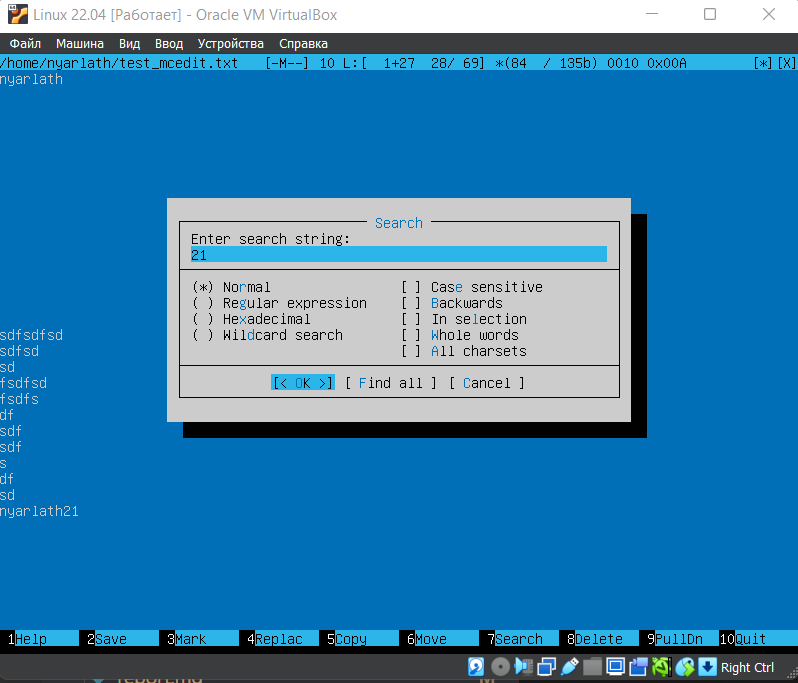 Linux 22.04 [Работает] - Oracle VM VirtualBox
Файл Машина Вид Ввод Устройства Справка
/home/nyarlath/test_mcedit.txt [-M--] 10 L:[ 1+27 28/ 69] *(84 / 135b) 0010 0x00A [*][X]
nyarlath
Search
Enter search string:
21
(*) Normal [ ] Case sensitive
( ) Regular expression [ ] Backwards
( ) Hexadecimal [ ] In selection
( ) Wildcard search [ ] Whole words
[ ] All charsets
[< OK >] [ Find all ] [ Cancel ]
sdfsdfsd
sdfsd
sd
fsdfsd
fsdfs
df
sdf
sdf
s
df
sd
nyarlath21
1Help 2Save 3Mark 4Replac 5Copy 6Move 7Search 8Delete 9PullDn 10Quit
Right Ctrl